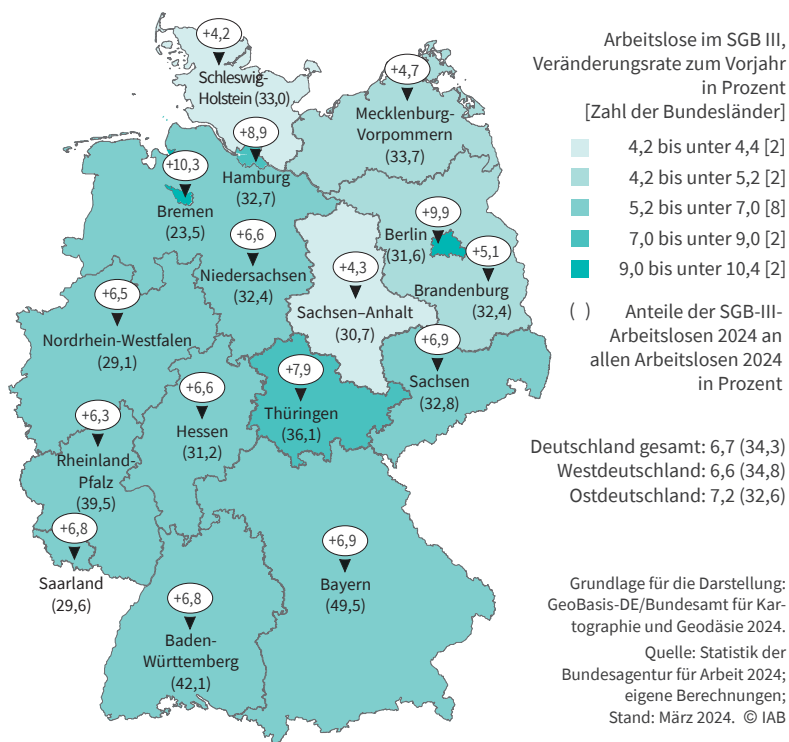 +4,2
Schleswig-
Holstein (33,0)
+4,7
Mecklenburg-
Vorpommern
(33,7)
+8,9
Hamburg
(32,7)
+10,3
Bremen
(23,5)
+6,6
Niedersachsen
(32,4)
+9,9
Berlin
(31,6)
+5,1
Brandenburg
(32,4)
+4,3
Sachsen–Anhalt
(30,7)
+6,5
Nordrhein-Westfalen
(29,1)
+6,9
Sachsen
(32,8)
+7,9
Thüringen
(36,1)
+6,6
Hessen
(31,2)
+6,3
Rheinland-
Pfalz
(39,5)
+6,8
Saarland
(29,6)
+6,9
Bayern
(49,5)
+6,8
Baden-
Württemberg
(42,1)
Arbeitslose im SGB III,
Veränderungsrate zum Vorjahr
in Prozent
[Zahl der Bundesländer]
4,2 bis unter 4,4 [2]
4,2 bis unter 5,2 [2]
5,2 bis unter 7,0 [8]
7,0 bis unter 9,0 [2]
9,0 bis unter 10,4 [2]
( ) Anteile der SGB-III-
Arbeitslosen 2024 an
allen Arbeitslosen 2024
in Prozent
Deutschland gesamt: 6,7 (34,3)
Westdeutschland: 6,6 (34,8)
Ostdeutschland: 7,2 (32,6)
Grundlage für die Darstellung:
GeoBasis-DE/Bundesamt für Kar-
tographie und Geodäsie 2024.
Quelle: Statistik der
Bundesagentur für Arbeit 2024;
eigene Berechnungen;
Stand: März 2024. © IAB